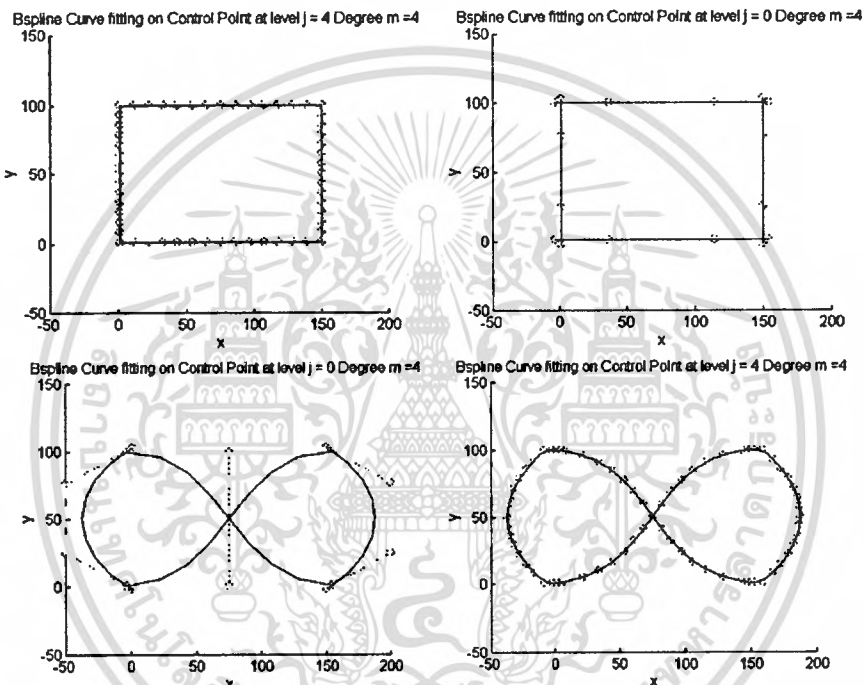 Bspline Curve fitting on Control Point at level j = 4 Degree m =4
150
100
50
0
-50
y
-50 0 50 100 150 200
x
Bspline Curve fitting on Control Point at level j = 0 Degree m =4
150
100
50
0
-50
y
-50 0 50 100 150 200
x
Bspline Curve fitting on Control Point at level j = 0 Degree m =4
150
100
50
0
-50
y
-50 0 50 100 150 200
Bspline Curve fitting on Control Point at level j = 4 Degree m =4
150
100
50
0
-50
y
-50 0 50 100 150 200